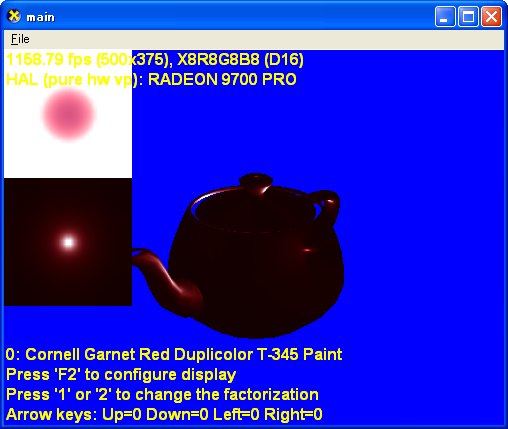 main
File
1158.79 fps (500x375), X8R8G8B8 (D16)
HAL (pure hw vp): RADEON 9700 PRO
0: Cornell Garnet Red Duplicolor T-345 Paint
Press 'F2' to configure display
Press '1' or '2' to change the factorization
Arrow keys: Up=0 Down=0 Left=0 Right=0